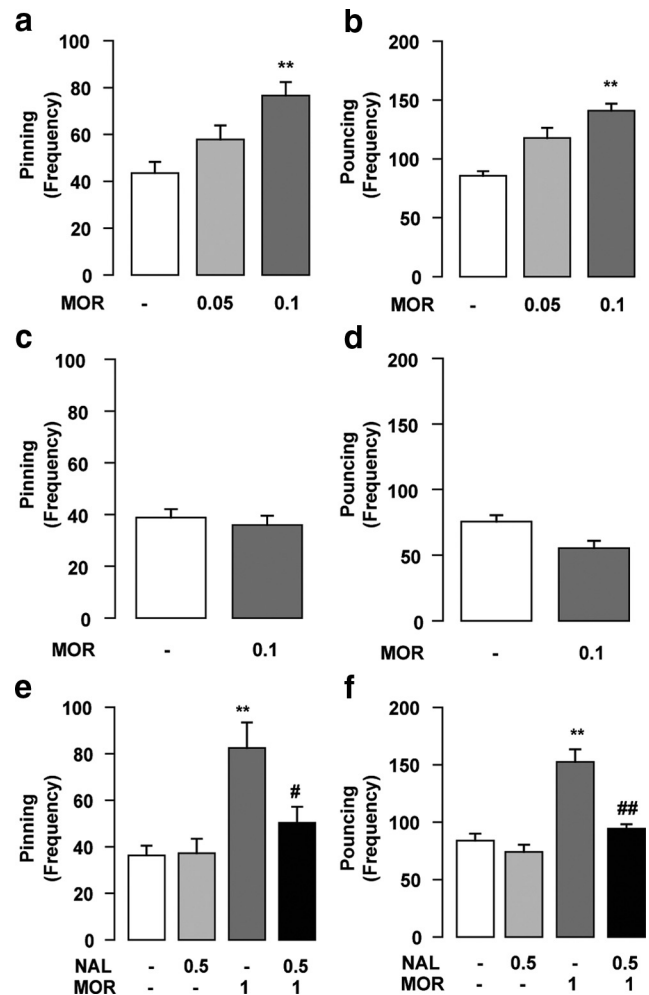 a
Pinning
(Frequency)
100
80
60
40
20
0
**
MOR - 0.05 0.1
b
Pouncing
(Frequency)
200
150
100
50
0
**
MOR - 0.05 0.1
c
Pinning
(Frequency)
100
80
60
40
20
0
MOR - 0.1
d
Pouncing
(Frequency)
200
150
100
50
0
MOR - 0.1
e
Pinning
(Frequency)
100
80
60
40
20
0
**
#
NAL - 0.5 - 0.5
MOR - - 1 1
f
Pouncing
(Frequency)
200
150
100
50
0
**
##
NAL - 0.5 - 0.5
MOR - - 1 1